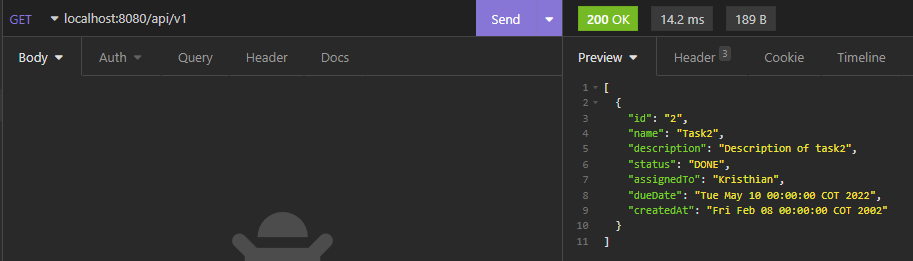 GET localhost:8080/api/v1 Send 200 OK 14.2 ms 189 B
Body Auth Query Header Docs Preview Header 3 Cookie Timeline
1 [
2 {
3 "id": "2",
4 "name": "Task2",
5 "description": "Description of task2",
6 "status": "DONE",
7 "assignedTo": "Kristhian",
8 "dueDate": "Tue May 10 00:00:00 COT 2022",
9 "createdAt": "Fri Feb 08 00:00:00 COT 2002"
10 }
11 ]